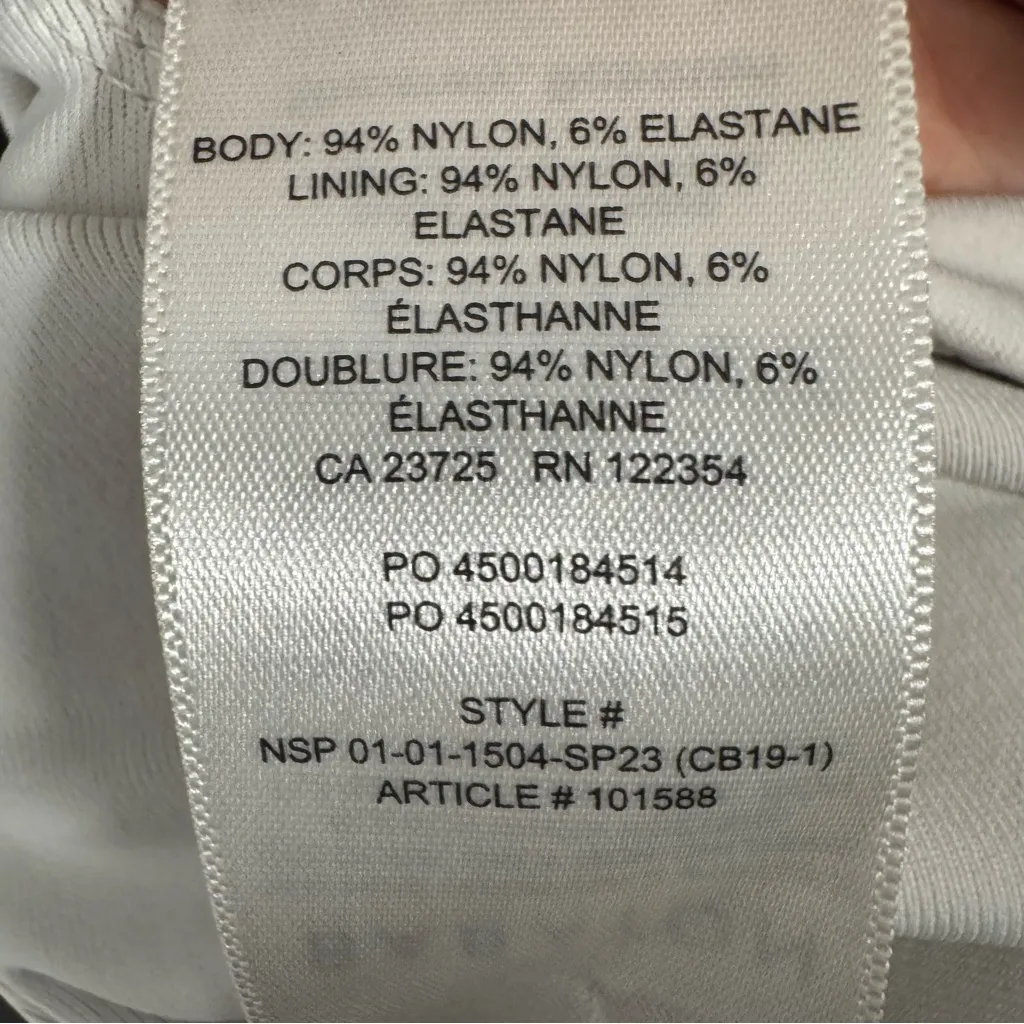 BODY: 94% NYLON, 6% ELASTANE
LINING: 94% NYLON, 6%
ELASTANE
CORPS: 94% NYLON, 6%
ÉLASTHANNE
DOUBLURE: 94% NYLON, 6%
ÉLASTHANNE
CA 23725 RN 122354
PO 4500184514
PO 4500184515
STYLE #
NSP 01-01-1504-SP23 (CB19-1)
ARTICLE # 101588